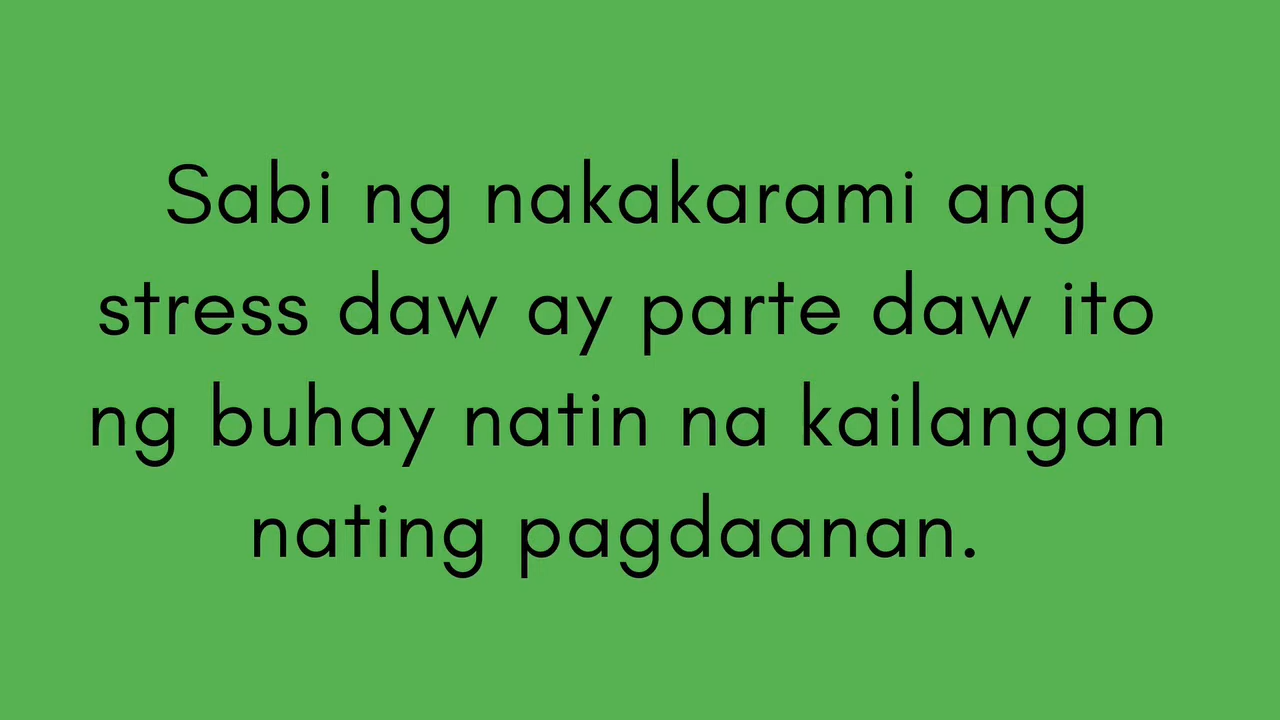 Sabi ng nakakarami ang
stress daw ay parte daw ito
ng buhay natin na kailangan
nating pagdaanan.